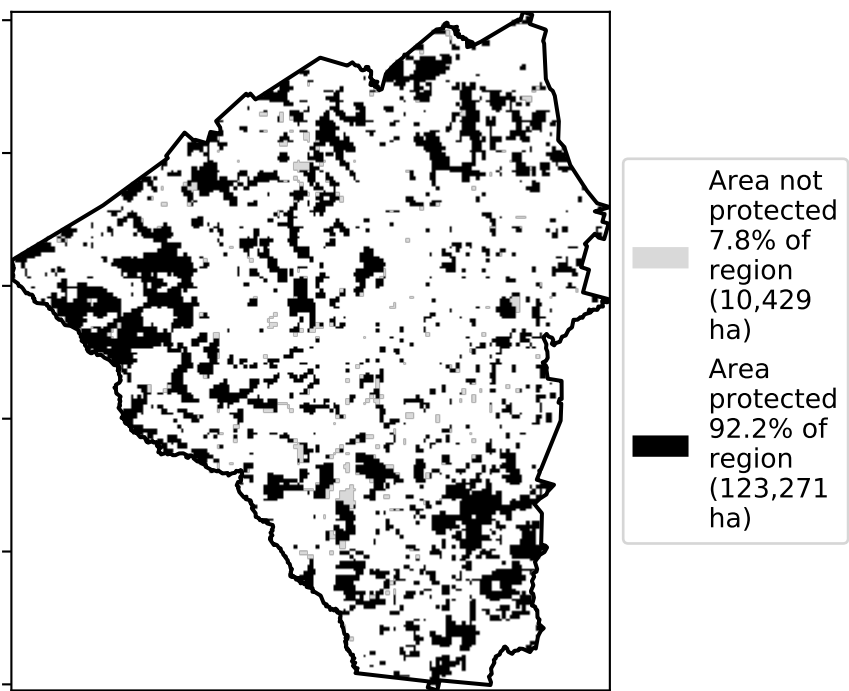 Area not
protected
7.8% of
region
(10,429
ha)
Area
protected
92.2% of
region
(123,271
ha)